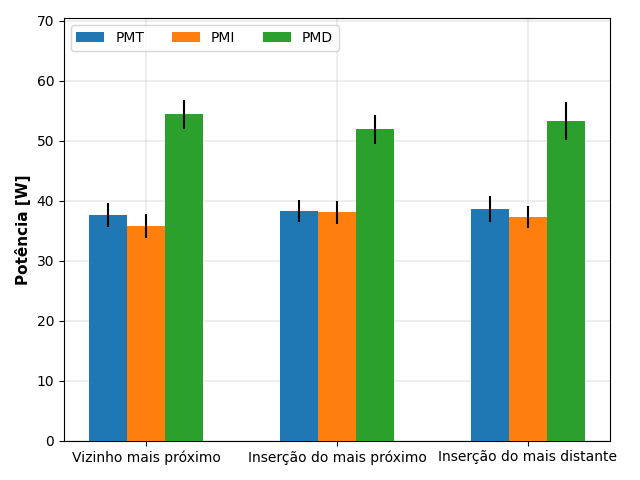 PMT PMI PMD
Potência [W]
70
60
50
40
30
20
10
0
Vizinho mais próximo Inserção do mais próximo Inserção do mais distante